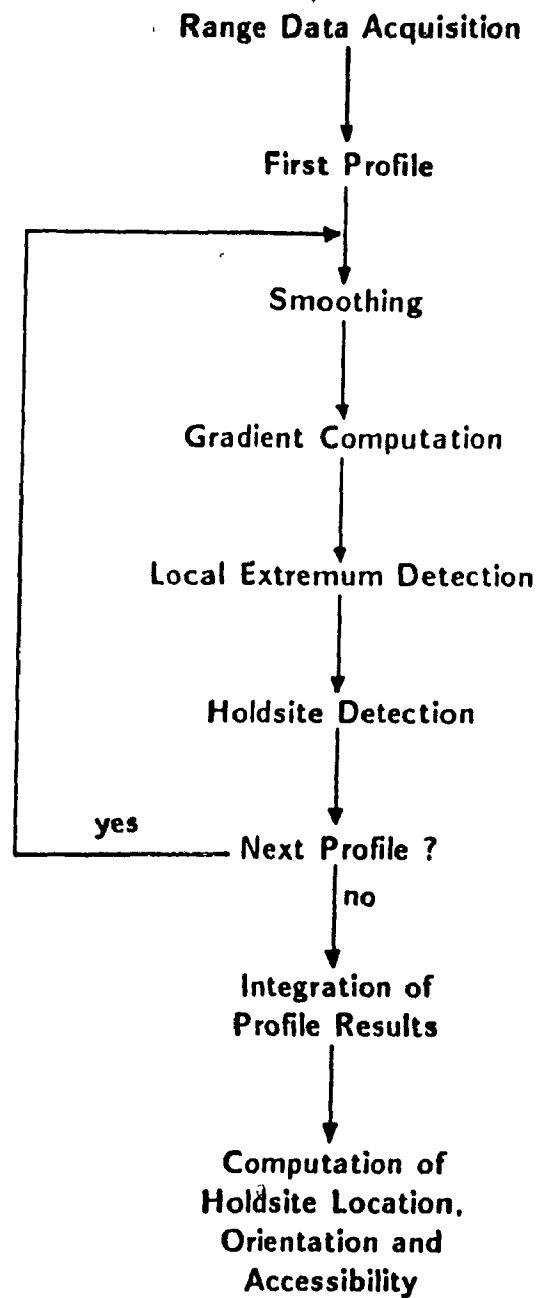 Range Data Acquisition
First Profile
Smoothing
Gradient Computation
Local Extremum Detection
Holdsite Detection
yes
Next Profile ?
no
Integration of
Profile Results
Computation of
Holdsite Location,
Orientation and
Accessibility